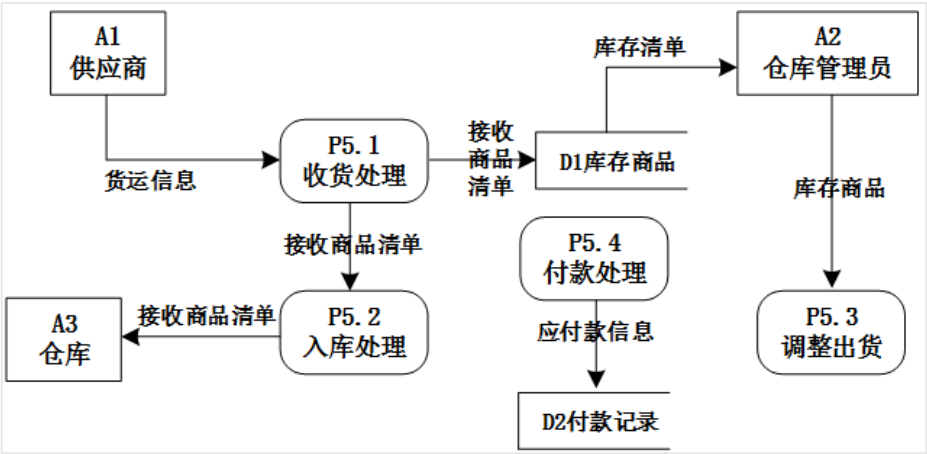 A1
供应商
库存清单
A2
仓库管理员
货运信息
P5.1
收货处理
接收
商品
清单
D1库存商品
库存商品
接收商品清单
P5.4
付款处理
A3
仓库
接收商品清单
P5.2
入库处理
应付款信息
P5.3
调整出货
D2付款记录